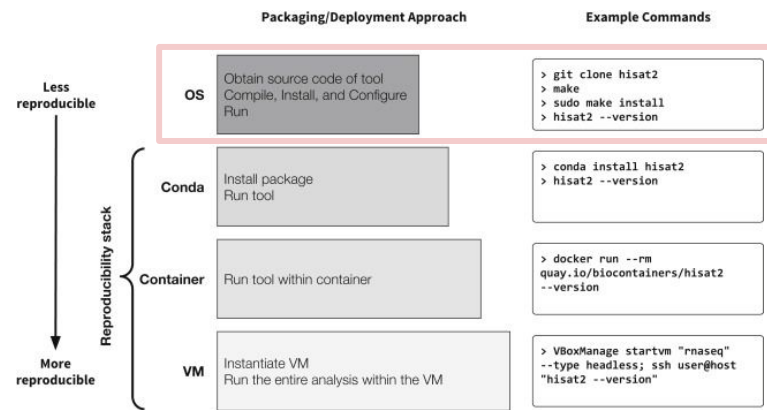 Packaging/Deployment Approach
Example Commands
Less
reproducible
OS
Obtain source code of tool
Compile, Install, and Configure
Run
> git clone hisat2
> make
> sudo make install
> hisat2 --version
Reproducibility stack
Conda
Install package
Run tool
> conda install hisat2
> hisat2 --version
Container
Run tool within container
> docker run --rm
quay.io/biocontainers/hisat2
--version
More
reproducible
VM
Instantiate VM
Run the entire analysis within the VM
> VBoxManage startvm "rnaseq"
--type headless; ssh user@host
"hisat2 --version"